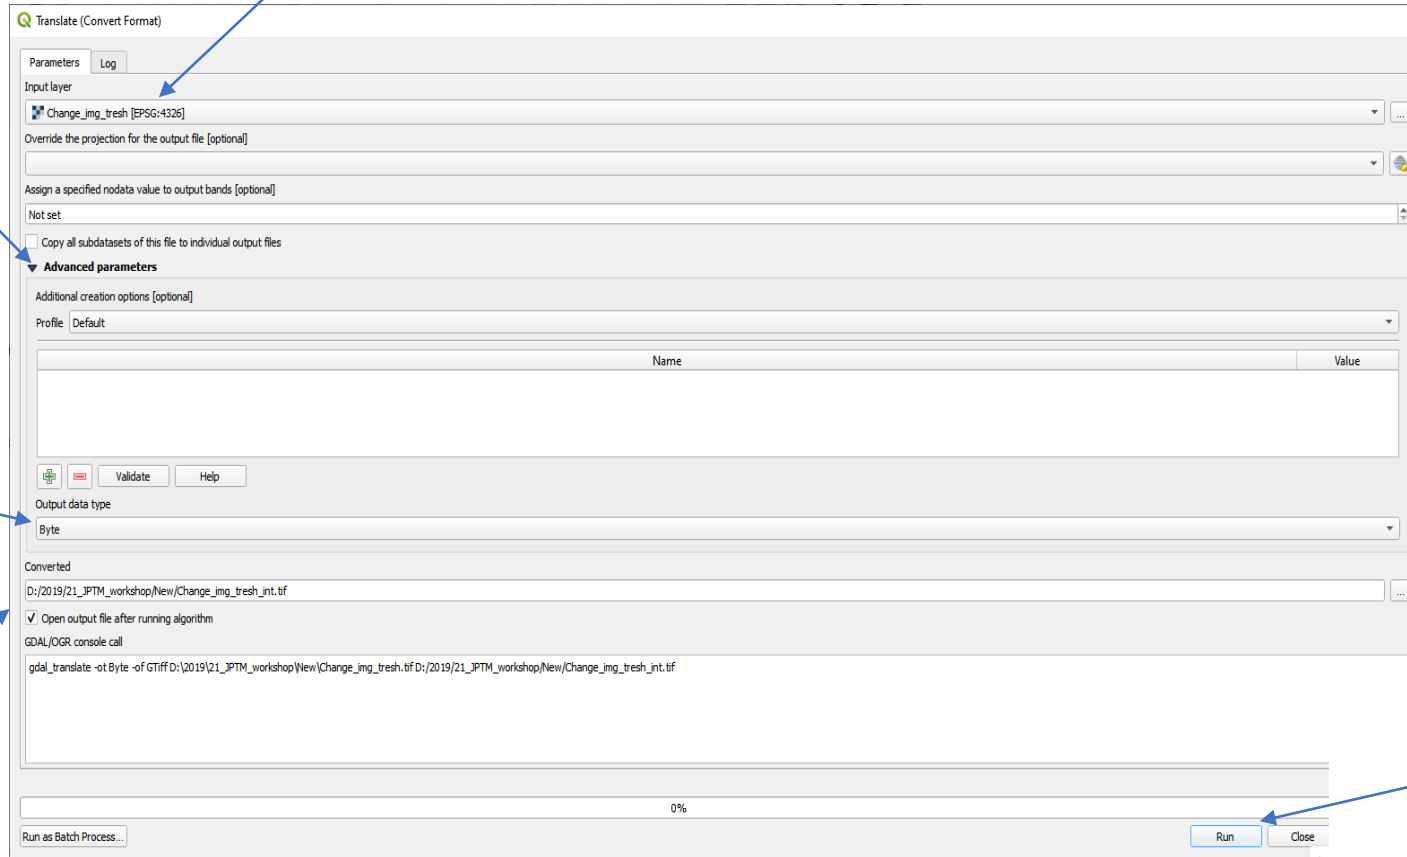 Translate (Convert Format)
Parameters Log
Input layer
Change_img_tresh [EPSG:4326]
...
Override the projection for the output file [optional]
Assign a specified nodata value to output bands [optional]
Not set
Copy all subdatasets of this file to individual output files
Advanced parameters
Additional creation options [optional]
Profile Default
Name Value
Validate Help
Output data type
Byte
Converted
D:/2019/21_JPTM_workshop/New/Change_img_tresh_int.tif
...
Open output file after running algorithm
GDAL/OGR console call
gdal_translate -ot Byte -of GTiff D:\2019\21_JPTM_workshop\New\Change_img_tresh.tif D:/2019/21_JPTM_workshop/New/Change_img_tresh_int.tif
0%
Run as Batch Process... Run Close